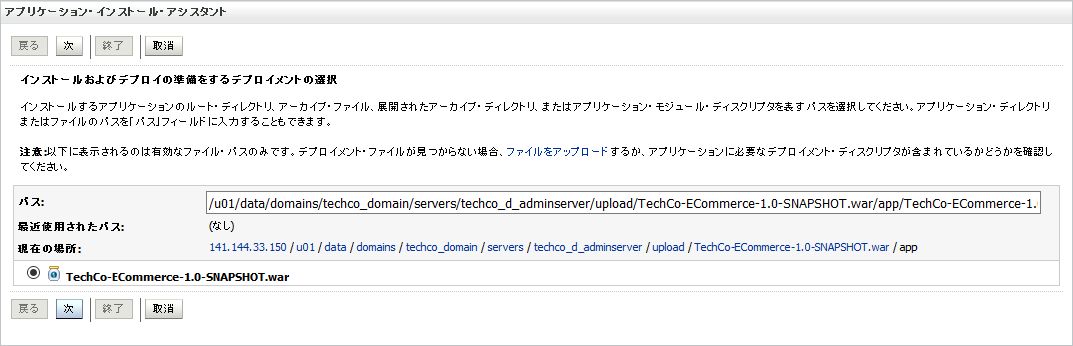 アプリケーション・インストール・アシスタント
戻る 次 終了 取消
インストールおよびデプロイの準備をするデプロイメントの選択
インストールするアプリケーションのルート・ディレクトリ、アーカイブ・ファイル、展開されたアーカイブ・ディレクトリ、またはアプリケーション・モジュール・ディスクリプタを表すパスを選択してください。アプリケーション・ディレクトリ
またはファイルのパスを「パス」フィールドに入力することもできます。
注意:以下に表示されるのは有効なファイル・パスのみです。デプロイメント・ファイルが見つからない場合、ファイルをアップロードするか、アプリケーションに必要なデプロイメント・ディスクリプタが含まれているかどうかを確認し
てください。
パス: /u01/data/domains/techco_domain/servers/techco_d_adminserver/upload/TechCo-ECommerce-1.0-SNAPSHOT.war/app/TechCo-ECommerce-1.
最近使用されたパス: (なし)
現在の場所: 141.144.33.150 / u01 / data / domains / techco_domain / servers / techco_d_adminserver / upload / TechCo-ECommerce-1.0-SNAPSHOT.war / app
TechCo-ECommerce-1.0-SNAPSHOT.war
戻る 次 終了 取消